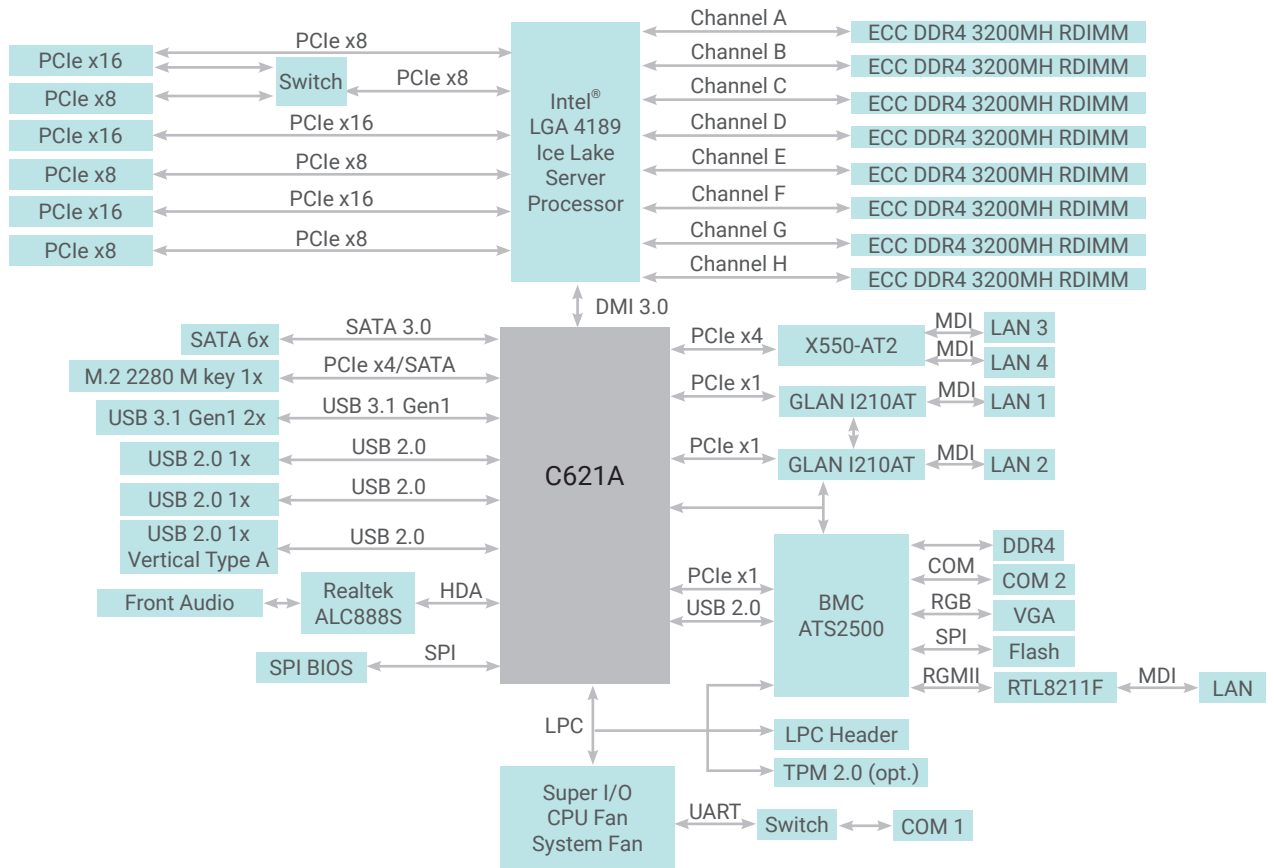 PCIe x16
PCIe x8
PCIe x16
PCIe x8
PCIe x16
PCIe x8
PCIe x8
Switch
PCIe x8
PCIe x16
PCIe x8
PCIe x16
PCIe x8
Intel®
LGA 4189
Ice Lake
Server
Processor
Channel A
Channel B
Channel C
Channel D
Channel E
Channel F
Channel G
Channel H
ECC DDR4 3200MH RDIMM
ECC DDR4 3200MH RDIMM
ECC DDR4 3200MH RDIMM
ECC DDR4 3200MH RDIMM
ECC DDR4 3200MH RDIMM
ECC DDR4 3200MH RDIMM
ECC DDR4 3200MH RDIMM
ECC DDR4 3200MH RDIMM
DMI 3.0
SATA 6x
SATA 3.0
M.2 2280 M key 1x
PCIe x4/SATA
USB 3.1 Gen1 2x
USB 3.1 Gen1
USB 2.0 1x
USB 2.0
USB 2.0 1x
USB 2.0
USB 2.0 1x
Vertical Type A
USB 2.0
Front Audio
Realtek
ALC888S
HDA
SPI BIOS
SPI
C621A
PCIe x4
X550-AT2
MDI
LAN 3
MDI
LAN 4
PCIe x1
GLAN I210AT
MDI
LAN 1
PCIe x1
GLAN I210AT
MDI
LAN 2
PCIe x1
USB 2.0
BMC
ATS2500
DDR4
COM
COM 2
RGB
VGA
SPI
Flash
RGMII
RTL8211F
MDI
LAN
LPC
LPC Header
TPM 2.0 (opt.)
Super I/O
CPU Fan
System Fan
UART
Switch
COM 1